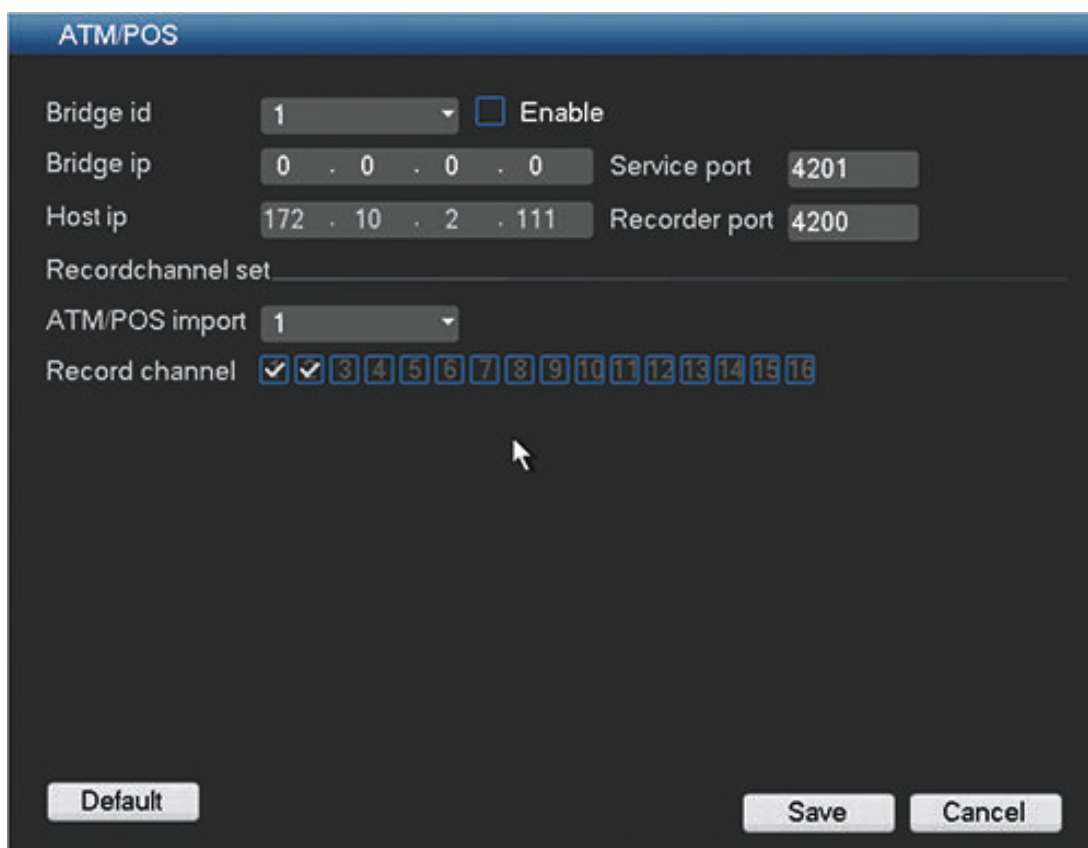 ATM/POS
Bridge id 1 Enable
Bridge ip 0 . 0 . 0 . 0 Service port 4201
Host ip 172 . 10 . 2 . 111 Recorder port 4200
Recordchannel set
ATM/POS import 1
Record channel 3 4 5 6 7 8 9 10 11 12 13 14 15 16
Default Save Cancel